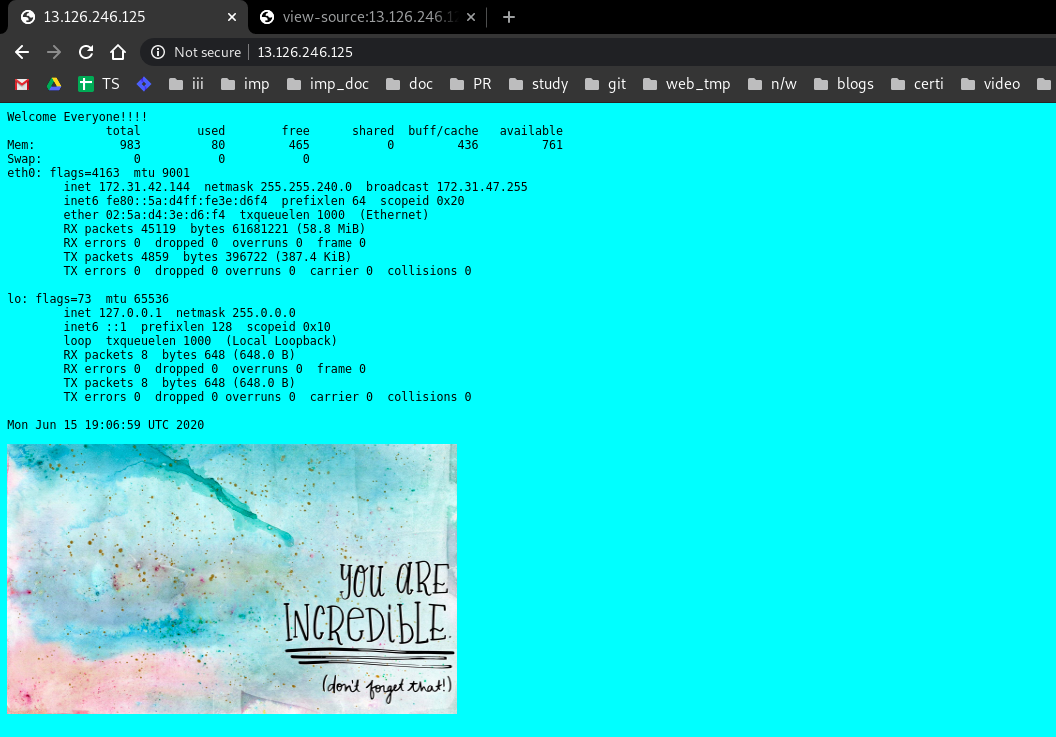 13.126.246.125
view-source:13.126.246.1
Not secure
13.126.246.125
TS iii imp imp_doc doc PR study git web_tmp n/w blogs certi video
Welcome Everyone!!!!
              total        used        free      shared  buff/cache   available
Mem:            983          80         465           0         436         761
Swap:             0           0           0
eth0: flags=4163  mtu 9001
        inet 172.31.42.144  netmask 255.255.240.0  broadcast 172.31.47.255
        inet6 fe80::5a:d4ff:fe3e:d6f4  prefixlen 64  scopeid 0x20
        ether 02:5a:d4:3e:d6:f4  txqueuelen 1000  (Ethernet)
        RX packets 45119  bytes 61681221 (58.8 MiB)
        RX errors 0  dropped 0  overruns 0  frame 0
        TX packets 4859  bytes 396722 (387.4 KiB)
        TX errors 0  dropped 0 overruns 0  carrier 0  collisions 0

lo: flags=73  mtu 65536
        inet 127.0.0.1  netmask 255.0.0.0
        inet6 ::1  prefixlen 128  scopeid 0x10
        loop  txqueuelen 1000  (Local Loopback)
        RX packets 8  bytes 648 (648.0 B)
        RX errors 0  dropped 0  overruns 0  frame 0
        TX packets 8  bytes 648 (648.0 B)
        TX errors 0  dropped 0 overruns 0  carrier 0  collisions 0

Mon Jun 15 19:06:59 UTC 2020
YOU ARE
INCREDIBLE.
(don't forget that!)